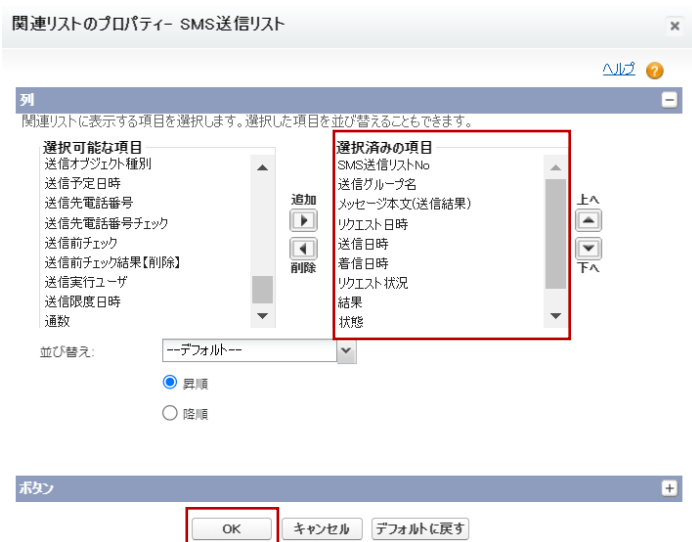 関連リストのプロパティ- SMS送信リスト
ヘルプ
列
関連リストに表示する項目を選択します。選択した項目を並び替えることもできます。
選択可能な項目
送信オブジェクト種別
送信予定日時
送信先電話番号
送信先電話番号チェック
送信前チェック
送信前チェック結果【削除】
送信実行ユーザ
送信限度日時
通数
追加
削除
選択済みの項目
SMS送信リストNo
送信グループ名
メッセージ本文(送信結果)
リクエスト日時
送信日時
着信日時
リクエスト状況
結果
状態
上へ
下へ
並び替え:
--デフォルト--
昇順
降順
ボタン
OK
キャンセル
デフォルトに戻す